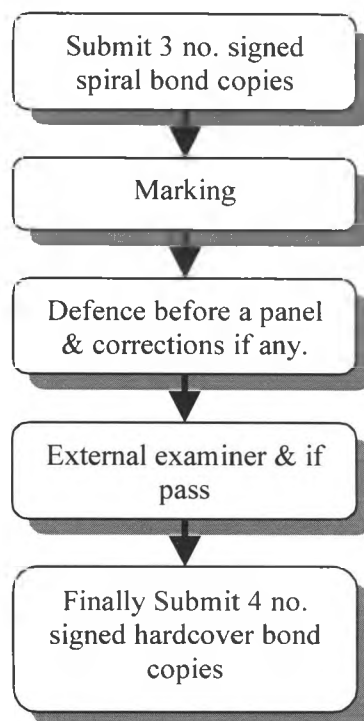 Submit 3 no. signed
spiral bond copies
Marking
Defence before a panel
& corrections if any.
External examiner & if
pass
Finally Submit 4 no.
signed hardcover bond
copies